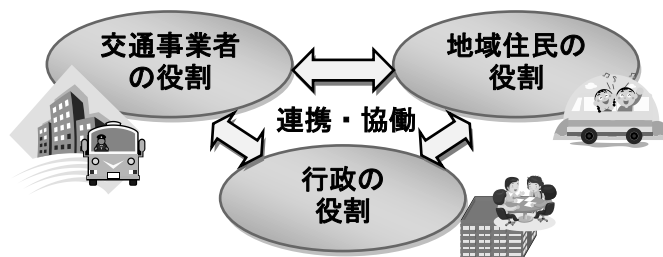 交通事業者
の役割
地域住民の
役割
連携・協働
行政の
役割